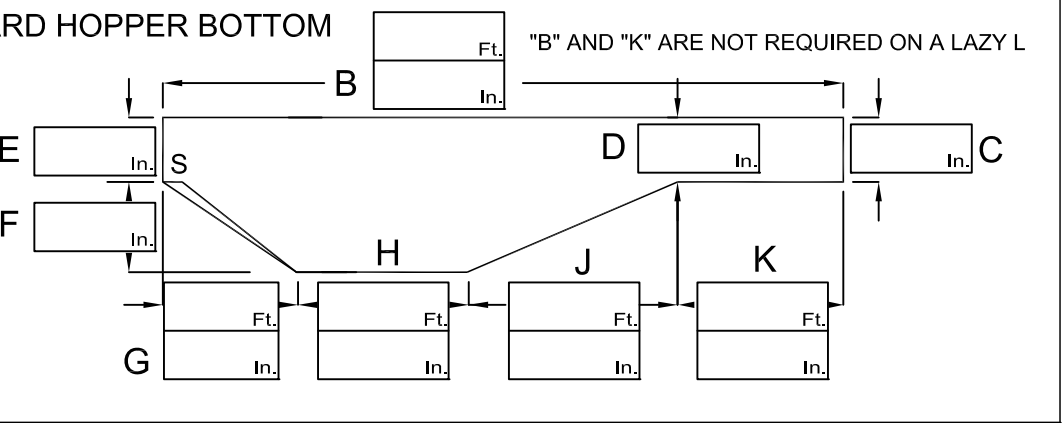 ARD HOPPER BOTTOM
"B" AND "K" ARE NOT REQUIRED ON A LAZY L
Ft.
B
In.
E
In.
S
D
In.
In.
C
F
In.
H
J
K
Ft.
Ft.
Ft.
Ft.
G
In.
In.
In.
In.